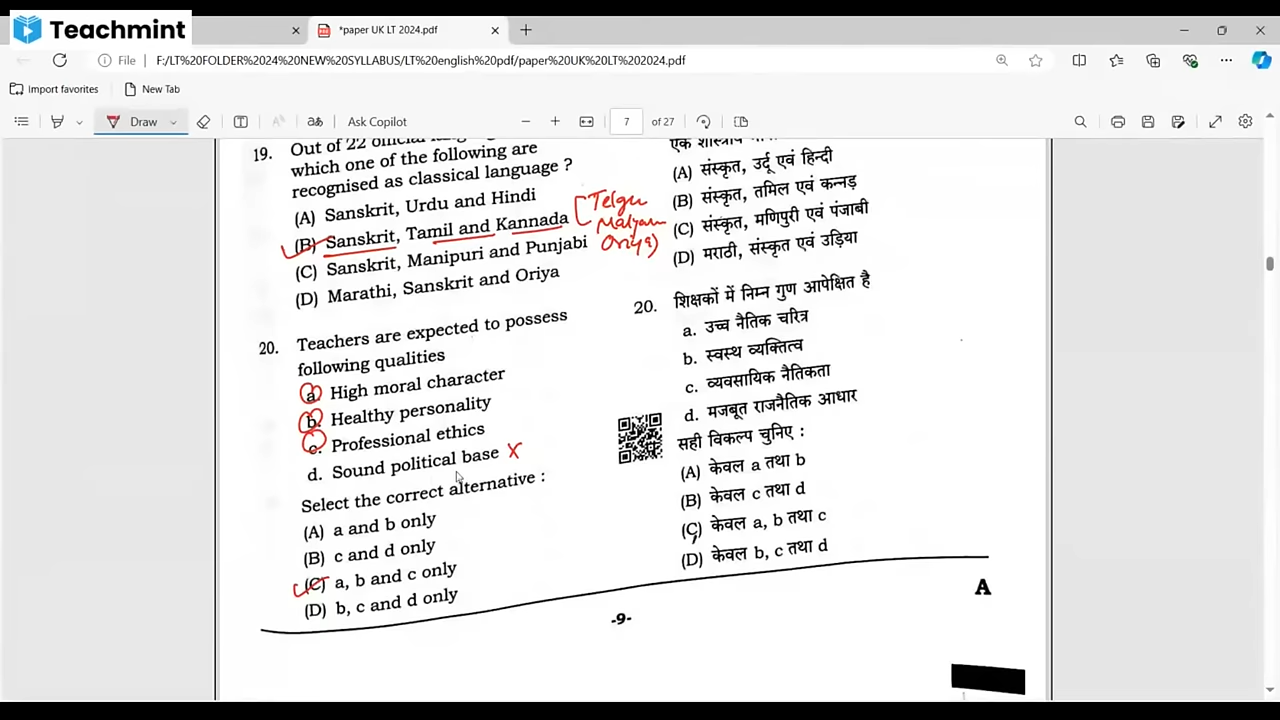 Teachmint
*paper UK LT 2024.pdf
File
F:/LT%20FOLDER%2024%20NEW%20SYLLABUS/LT%20english%20pdf/paper%20UK%20LT%202024.pdf
Import favorites
New Tab
Draw
Ask Copilot
7
of 27
19.
which one of the following are
recognised as classical language ?
(A) Sanskrit, Urdu and Hindi
(B) Sanskrit, Tamil and Kannada
(C) Sanskrit, Manipuri and Punjabi
(D) Marathi, Sanskrit and Oriya
Telgu
Malyam
Oriya)
20. Teachers are expected to possess
following qualities
a. High moral character
b. Healthy personality
c. Professional ethics
d. Sound political base X
Select the correct alternative :
(A) a and b only
(B) c and d only
(C) a, b and c only
(D) b, c and d only
(A) संस्कृत, उर्दू एवं हिन्दी
(B) संस्कृत, तमिल एवं कन्नड़
(C) संस्कृत, मणिपुरी एवं पंजाबी
(D) मराठी, संस्कृत एवं उड़िया
20. शिक्षकों में निम्न गुण आपेक्षित है
a. उच्च नैतिक चरित्र
b. स्वस्थ व्यक्तित्व
c. व्यवसायिक नैतिकता
d. मजबूत राजनैतिक आधार
सही विकल्प चुनिए :
(A) केवल a तथा b
(B) केवल c तथा d
(C) केवल a, b तथा c
(D) केवल b, c तथा d
-9-
A